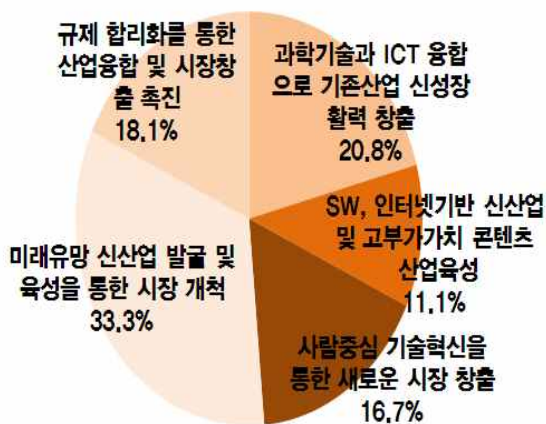 규제 합리화를 통한
산업융합 및 시장창
출 촉진
18.1%
과학기술과 ICT 융합
으로 기존산업 신성장
활력 창출
20.8%
SW, 인터넷기반 신산업
및 고부가가치 콘텐츠
산업육성
11.1%
사람중심 기술혁신을
통한 새로운 시장 창출
16.7%
미래유망 신산업 발굴 및
육성을 통한 시장 개척
33.3%